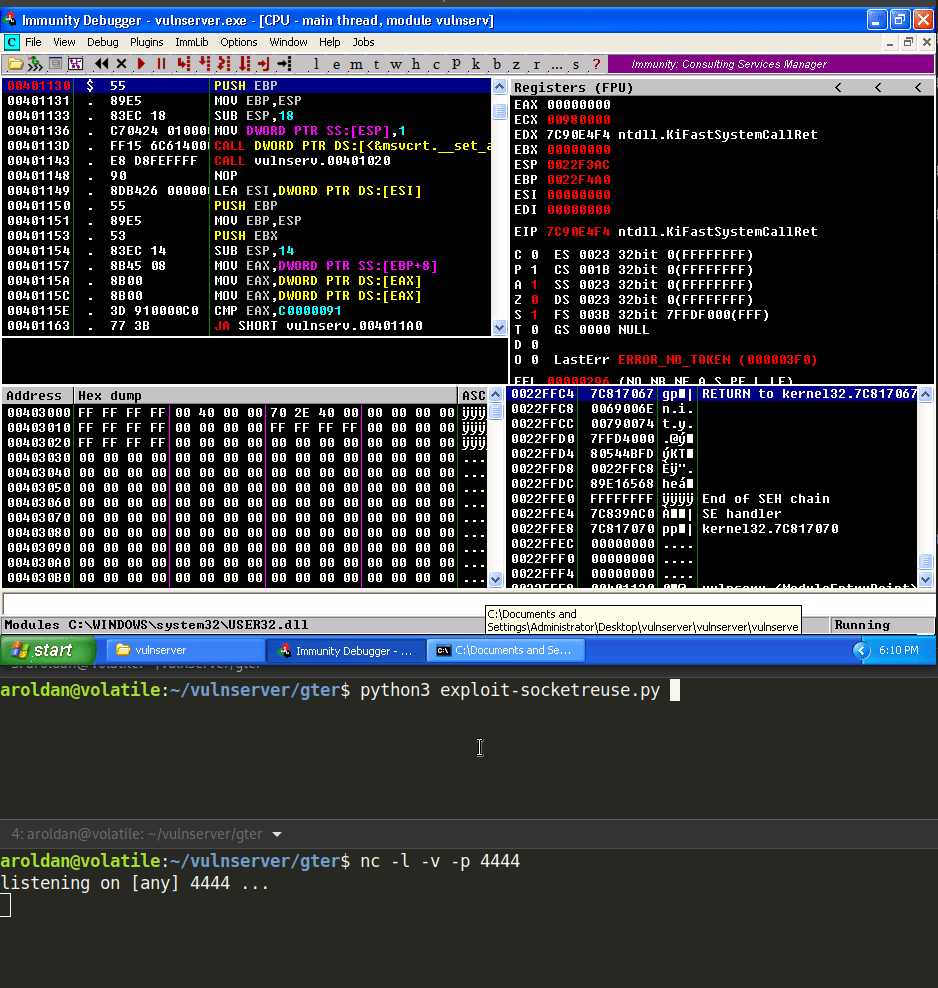 Immunity Debugger - vulnserver.exe - [CPU - main thread, module vulnserv]
C File View Debug Plugins ImmLib Options Window Help Jobs
l e m t w h c P k b z r ... s ? Immunity: Consulting Services Manager
00401130 $ 55 PUSH EBP
00401131 . 89E5 MOV EBP,ESP
00401133 . 83EC 18 SUB ESP,18
00401136 . C70424 01000 MOV DWORD PTR SS:[ESP],1
0040113D . FF15 6C614000 CALL DWORD PTR DS:[<&msvcrt.__set_a
00401143 . E8 D8FEFFFF CALL vulnserv.00401020
00401148 . 90 NOP
00401149 . 8DB426 00000 LEA ESI,DWORD PTR DS:[ESI]
00401150 . 55 PUSH EBP
00401151 . 89E5 MOV EBP,ESP
00401153 . 53 PUSH EBX
00401154 . 83EC 14 SUB ESP,14
00401157 . 8B45 08 MOV EAX,DWORD PTR SS:[EBP+8]
0040115A . 8B00 MOV EAX,DWORD PTR DS:[EAX]
0040115C . 8B00 MOV EAX,DWORD PTR DS:[EAX]
0040115E . 3D 910000C0 CMP EAX,C0000091
00401163 . 77 3B JA SHORT vulnserv.004011A0
Registers (FPU) < < <
EAX 00000000
ECX 00980000
EDX 7C90E4F4 ntdll.KiFastSystemCallRet
EBX 00000000
ESP 0022F3AC
EBP 0022F4A0
ESI 00000000
EDI 00000000
EIP 7C90E4F4 ntdll.KiFastSystemCallRet
C 0 ES 0023 32bit 0(FFFFFFFF)
P 1 CS 001B 32bit 0(FFFFFFFF)
A 1 SS 0023 32bit 0(FFFFFFFF)
Z 0 DS 0023 32bit 0(FFFFFFFF)
S 1 FS 003B 32bit 7FFDF000(FFF)
T 0 GS 0000 NULL
D 0
O 0 LastErr ERROR_NO_TOKEN (000003F0)
EFL 00000296 (NO,NB,NE,A,S,PE,L,LE)
Address Hex dump ASC
00403000 FF FF FF FF 00 40 00 00 70 2E 40 00 00 00 00 00 ÿÿÿ
00403010 FF FF FF FF 00 00 00 00 FF FF FF FF 00 00 00 00 ÿÿÿ
00403020 FF FF FF FF 00 00 00 00 00 00 00 00 00 00 00 00 ÿÿÿ
00403030 00 00 00 00 00 00 00 00 00 00 00 00 00 00 00 00 ...
00403040 00 00 00 00 00 00 00 00 00 00 00 00 00 00 00 00 ...
00403050 00 00 00 00 00 00 00 00 00 00 00 00 00 00 00 00 ...
00403060 00 00 00 00 00 00 00 00 00 00 00 00 00 00 00 00 ...
00403070 00 00 00 00 00 00 00 00 00 00 00 00 00 00 00 00 ...
00403080 00 00 00 00 00 00 00 00 00 00 00 00 00 00 00 00 ...
00403090 00 00 00 00 00 00 00 00 00 00 00 00 00 00 00 00 ...
004030A0 00 00 00 00 00 00 00 00 00 00 00 00 00 00 00 00 ...
004030B0 00 00 00 00 00 00 00 00 00 00 00 00 00 00 00 00 ...
0022FFC4 7C817067 gp| RETURN to kernel32.7C817067
0022FFC8 0069006E n.i.
0022FFCC 00790074 t.y.
0022FFD0 7FFD4000 .@ý
0022FFD4 80544BFD ýKT
0022FFD8 0022FFC8 Èÿ".
0022FFDC 89E16568 heá
0022FFE0 FFFFFFFF ÿÿÿÿ End of SEH chain
0022FFE4 7C839AC0 À| SE handler
0022FFE8 7C817070 pp| kernel32.7C817070
0022FFEC 00000000 ....
0022FFF0 00000000 ....
0022FFF4 00000000 ....
0022FFF8 00401130 vulnserv.<ModuleEntryPoint>
C:\Documents and
Settings\Administrator\Desktop\vulnserver\vulnserver\vulnserve
Modules C:\WINDOWS\system32\USER32.dll Running
start vulnserver Immunity Debugger - ... C:\Documents and Se... 6:10 PM
aroldan@volatile:~/vulnserver/gter$ python3 exploit-socketreuse.py
4: aroldan@volatile: ~/vulnserver/gter
aroldan@volatile:~/vulnserver/gter$ nc -l -v -p 4444
listening on [any] 4444 ...